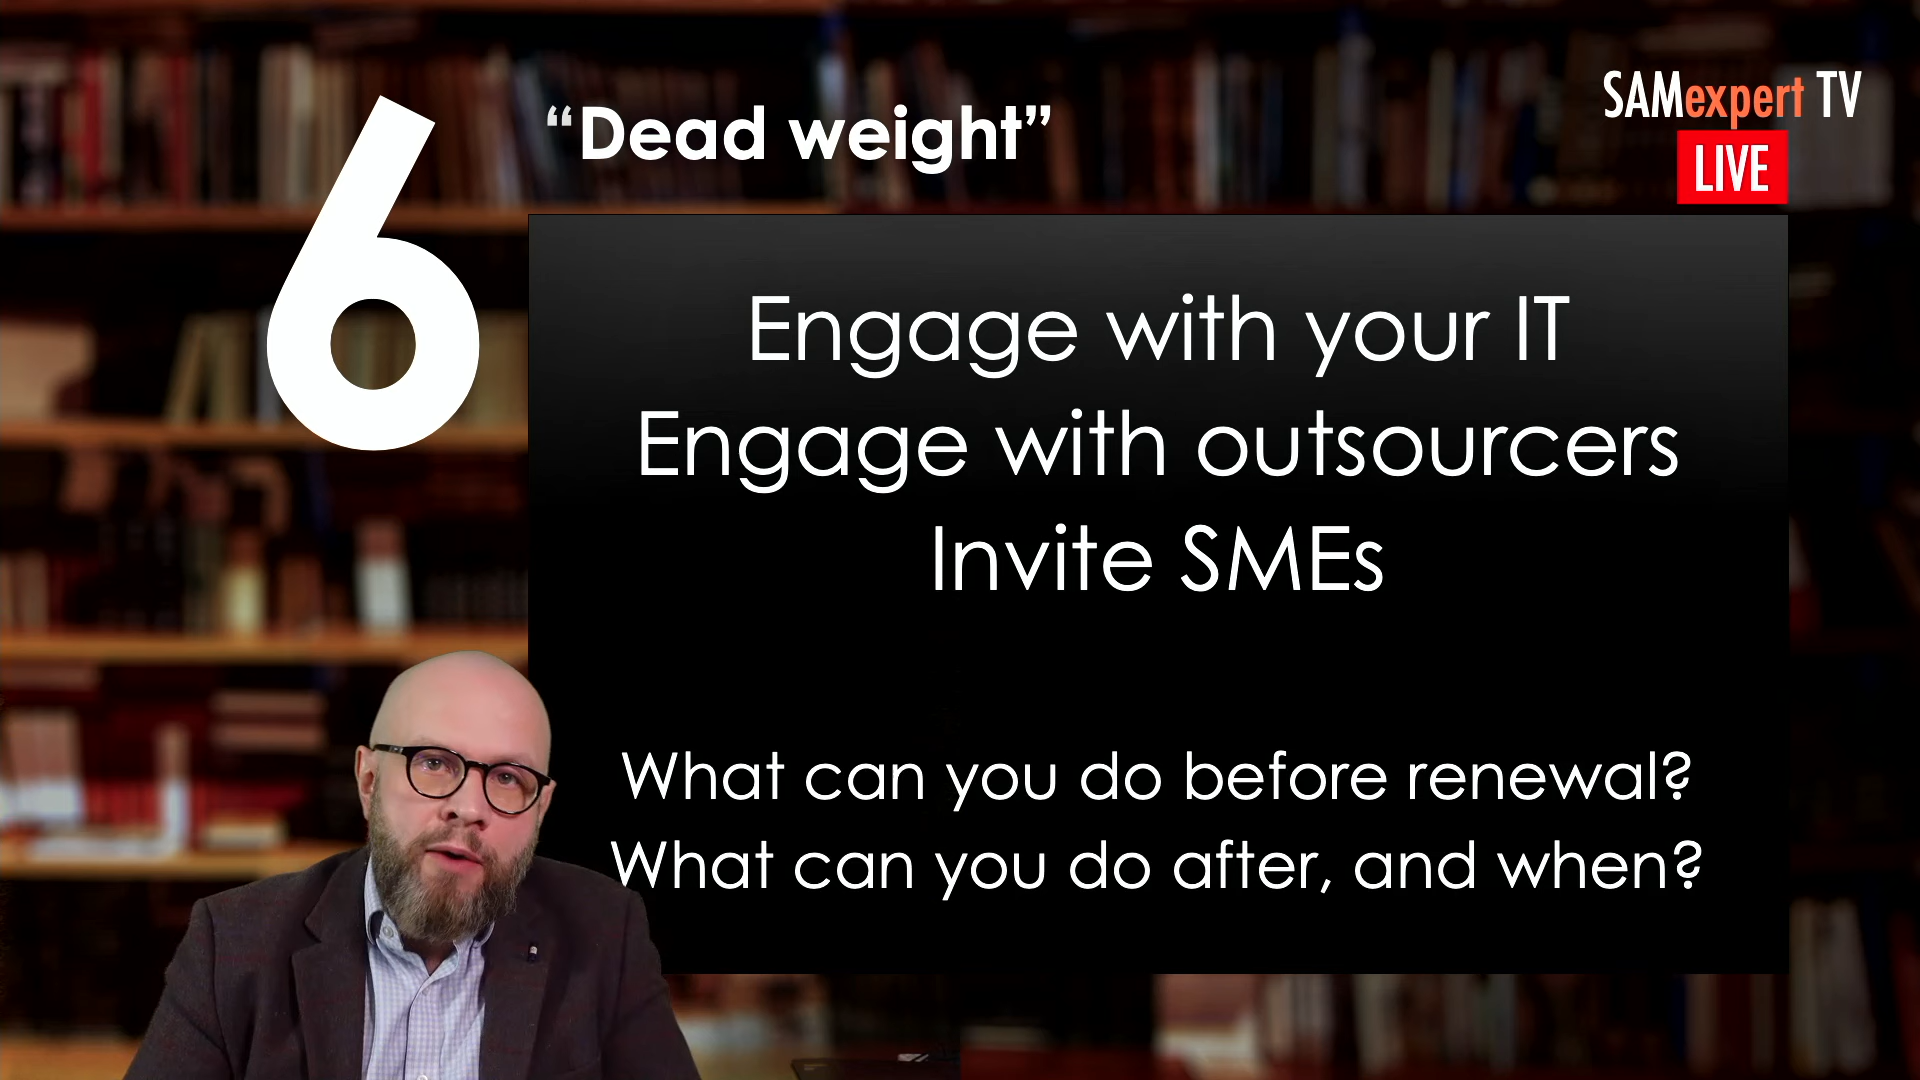 6
“Dead weight”
SAMexpert TV
LIVE
Engage with your IT
Engage with outsourcers
Invite SMEs
What can you do before renewal?
What can you do after, and when?